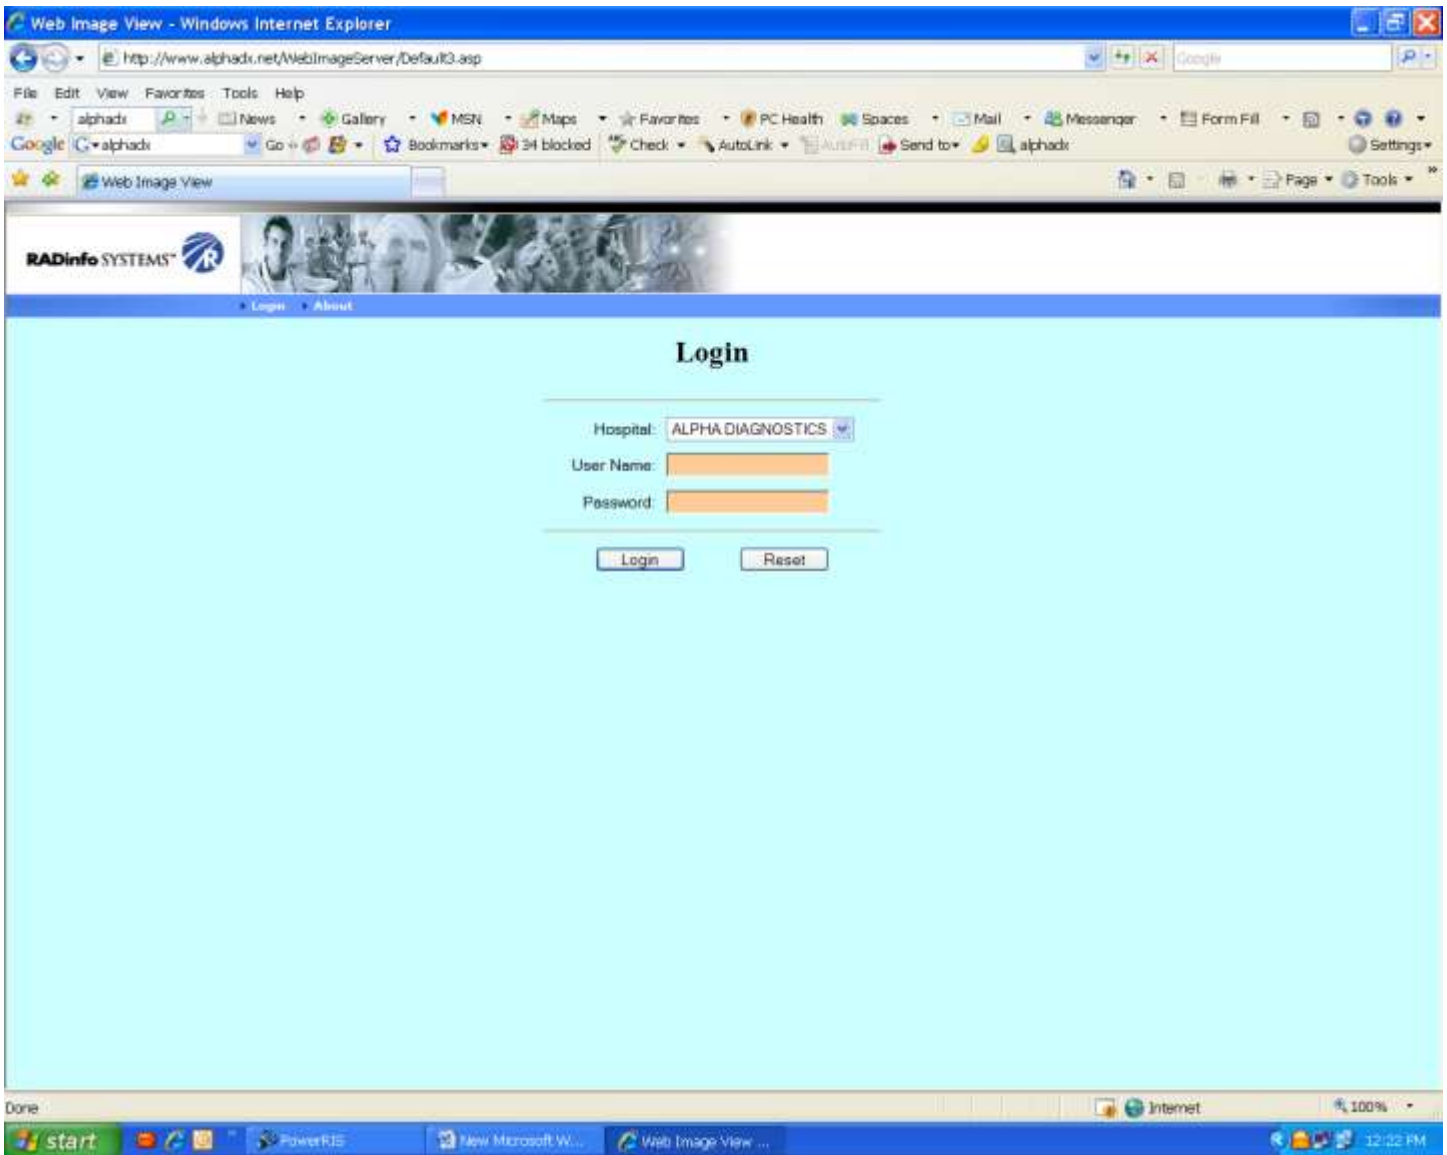 Web Image View - Windows Internet Explorer
http://www.alphadx.net/WebImageServer/Default3.asp Google
File Edit View Favorites Tools Help
alphadx News Gallery MSN Maps Favorites PC Health Spaces Mail Messenger Form Fill
Google G alphadx Go Bookmarks 34 blocked Check AutoLink AutoFill Send to alphadx Settings
Web Image View Page Tools
RADinfo SYSTEMS™
Login About
Login
Hospital: ALPHA DIAGNOSTICS
User Name:
Password:
Login Reset
Done Internet 100%
start PowerRIS New Microsoft W... Web Image View ... 12:22 PM